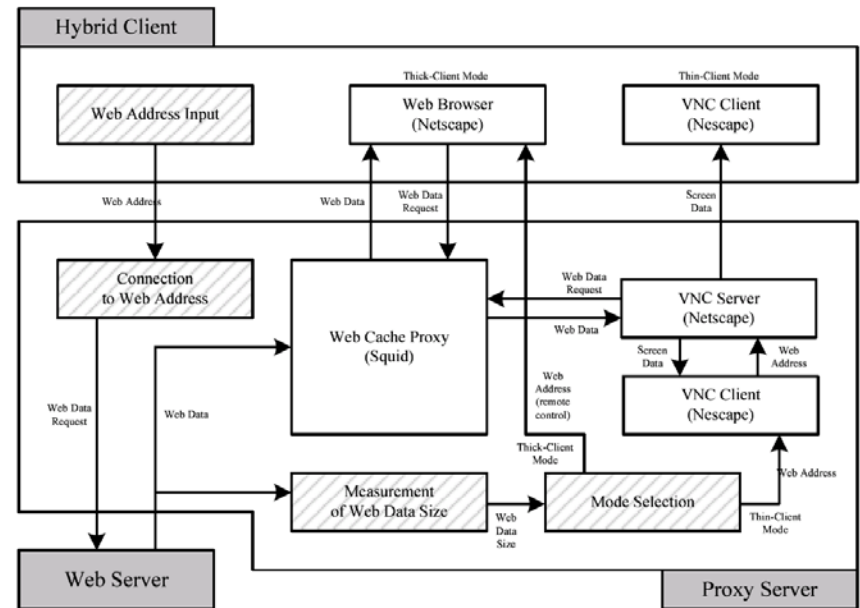 Hybrid Client
Thick-Client Mode
Thin-Client Mode
Web Address Input
Web Browser
(Netscape)
VNC Client
(Nescape)
Web Address
Web Data
Web Data
Request
Screen
Data
Connection
to Web Address
Web Cache Proxy
(Squid)
Web Data
Request
Web Data
VNC Server
(Netscape)
Screen
Data
Web
Address
VNC Client
(Nescape)
Web Data
Request
Web Data
Web
Address
(remote
control)
Thick-Client
Mode
Web Address
Measurement
of Web Data Size
Web
Data
Size
Mode Selection
Thin-Client
Mode
Web Server
Proxy Server